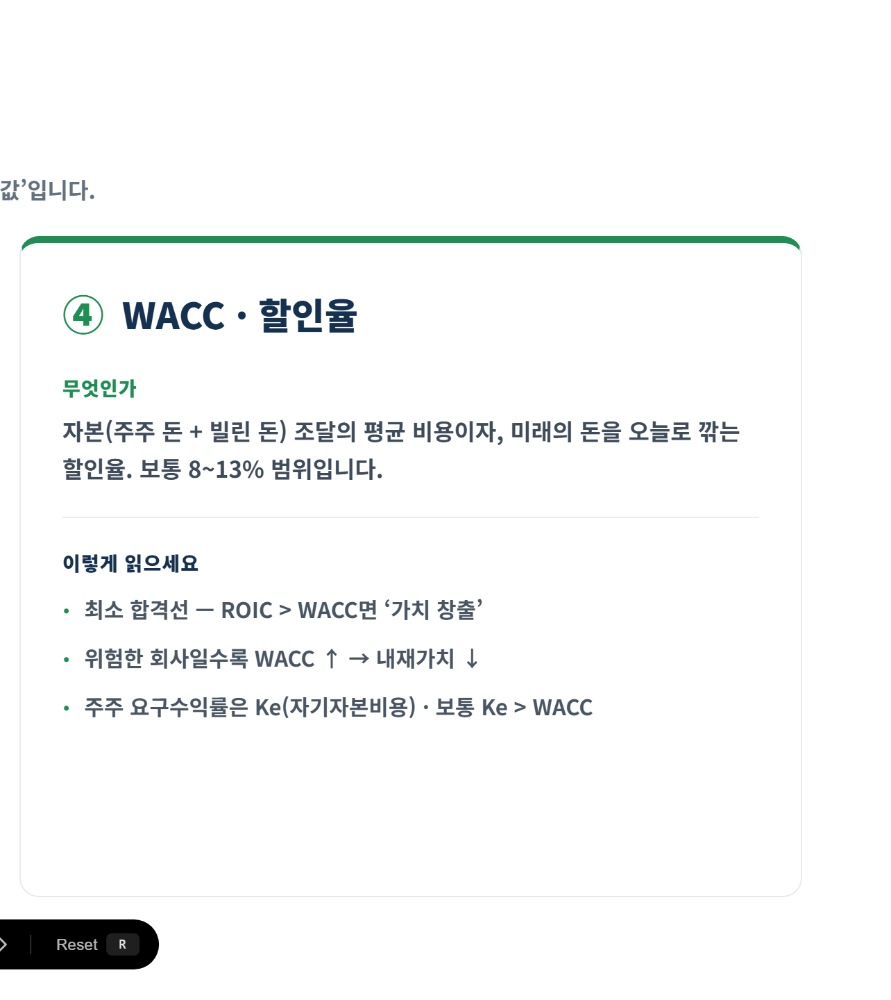 값’입니다.
④ WACC · 할인율
무엇인가
자본(주주 돈 + 빌린 돈) 조달의 평균 비용이자, 미래의 돈을 오늘로 깎는
할인율. 보통 8~13% 범위입니다.
이렇게 읽으세요
• 최소 합격선 — ROIC > WACC면 ‘가치 창출’
• 위험한 회사일수록 WACC ↑ → 내재가치 ↓
• 주주 요구수익률은 Ke(자기자본비용) · 보통 Ke > WACC
Reset R